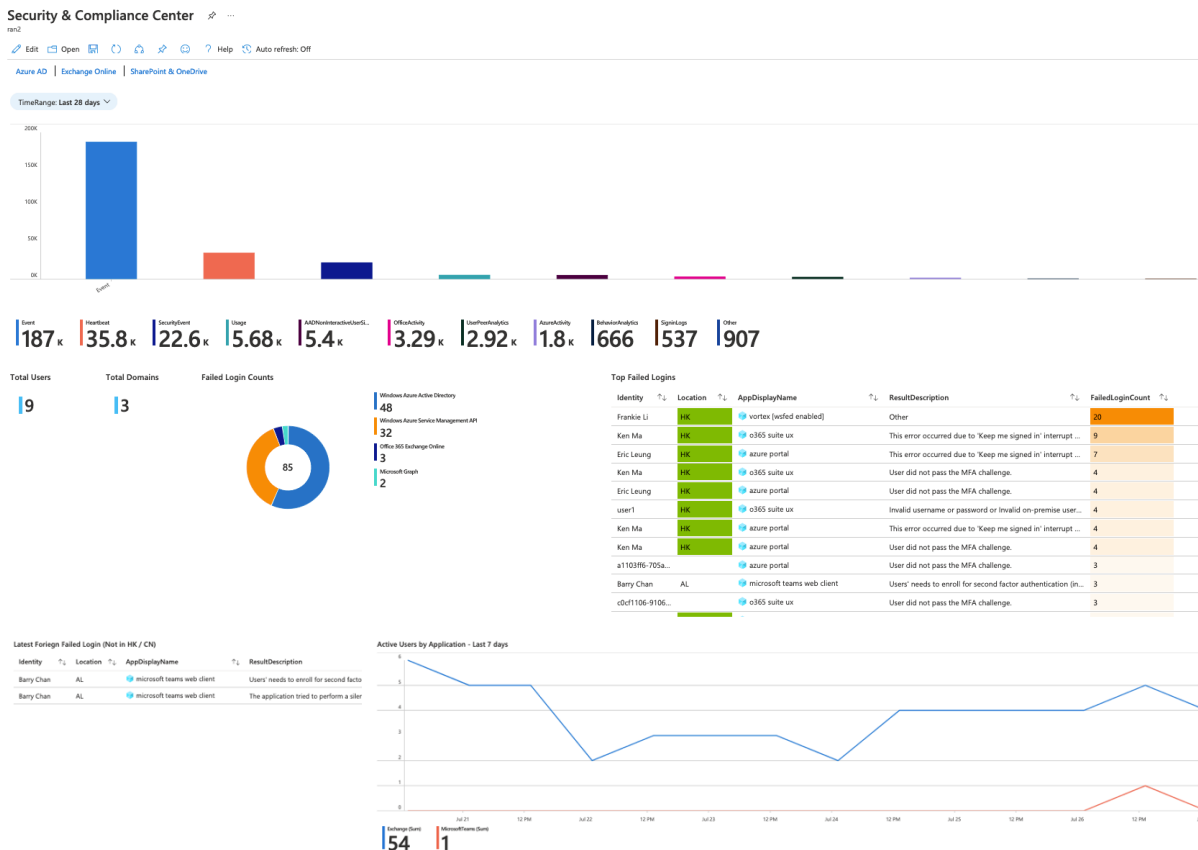 Security & Compliance Center ...
ran2
Edit Open ? Help Auto refresh: Off
Azure AD | Exchange Online | SharePoint & OneDrive
TimeRange: Last 28 days
200K
150K
100K
50K
0K
Event
Event Heartbeat SecurityEvent Usage AADNonInteractiveUserSi... OfficeActivity UserPeerAnalytics AzureActivity BehaviorAnalytics SigninLogs Other
187 K 35.8 K 22.6 K 5.68 K 5.4 K 3.29 K 2.92 K 1.8 K 666 537 907
Total Users Total Domains Failed Login Counts
9 3
85
Windows Azure Active Directory
48
Windows Azure Service Management API
32
Office 365 Exchange Online
3
Microsoft Graph
2
Top Failed Logins
Identity ↑↓ Location ↑↓ AppDisplayName ↑↓ ResultDescription ↑↓ FailedLoginCount ↑↓
Frankie Li HK vortex [wsfed enabled] Other 20
Ken Ma HK o365 suite ux This error occurred due to 'Keep me signed in' interrupt ... 9
Eric Leung HK azure portal This error occurred due to 'Keep me signed in' interrupt ... 7
Ken Ma HK o365 suite ux User did not pass the MFA challenge. 4
Eric Leung HK azure portal User did not pass the MFA challenge. 4
user1 HK o365 suite ux Invalid username or password or Invalid on-premise user... 4
Ken Ma HK azure portal This error occurred due to 'Keep me signed in' interrupt ... 4
Ken Ma HK azure portal User did not pass the MFA challenge. 4
a1103ff6-705a... azure portal User did not pass the MFA challenge. 3
Barry Chan AL microsoft teams web client Users' needs to enroll for second factor authentication (in... 3
c0cf1106-9106... o365 suite ux User did not pass the MFA challenge. 3
Latest Foriegn Failed Login (Not in HK / CN)
Identity ↑↓ Location ↑↓ AppDisplayName ↑↓ ResultDescription
Barry Chan AL microsoft teams web client Users' needs to enroll for second facto
Barry Chan AL microsoft teams web client The application tried to perform a siler
Active Users by Application - Last 7 days
6
5
4
3
2
1
0
Jul 21 12 PM Jul 22 12 PM Jul 23 12 PM Jul 24 12 PM Jul 25 12 PM Jul 26 12 PM
Exchange (Sum) MicrosoftTeams (Sum)
54 1